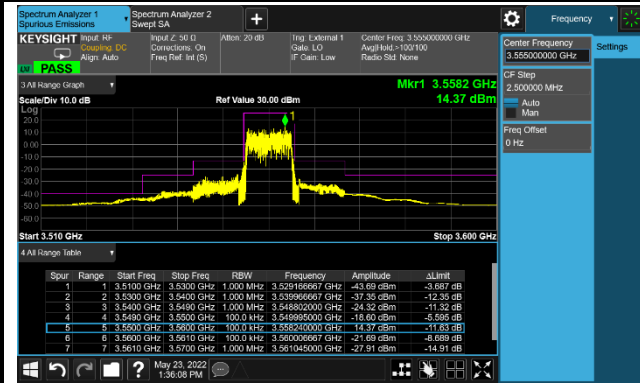 Spectrum Analyzer 1
Spurious Emissions
Spectrum Analyzer 2
Swept SA
+
Frequency
KEYSIGHT
Input: RF
Coupling: DC
Align: Auto
Input Z: 50 Ω
Corrections: On
Freq Ref: Int (S)
Atten: 20 dB
Trig: External 1
Gate: LO
IF Gain: Low
Center Freq: 3.555000000 GHz
Avg|Hold:>100/100
Radio Std: None
PASS
Center Frequency
3.555000000 GHz
Settings
CF Step
2.500000 MHz
Auto
Man
Freq Offset
0 Hz
3 All Range Graph
Mkr1 3.5582 GHz
14.37 dBm
Scale/Div 10.0 dB
Ref Value 30.00 dBm
Log
20.0
10.0
0.00
-10.0
-20.0
-30.0
-40.0
-50.0
-60.0
1
Start 3.510 GHz
Stop 3.600 GHz
4 All Range Table
Spur Range Start Freq Stop Freq RBW Frequency Amplitude ΔLimit
1 1 3.5100 GHz 3.5300 GHz 1.000 MHz 3.529166667 GHz -43.69 dBm -3.687 dB
2 2 3.5300 GHz 3.5400 GHz 1.000 MHz 3.539966667 GHz -37.35 dBm -12.35 dB
3 3 3.5400 GHz 3.5490 GHz 1.000 MHz 3.548802000 GHz -24.32 dBm -11.32 dB
4 4 3.5490 GHz 3.5500 GHz 100.0 kHz 3.549995000 GHz -18.60 dBm -5.595 dB
5 5 3.5500 GHz 3.5600 GHz 100.0 kHz 3.558240000 GHz 14.37 dBm -11.63 dB
6 6 3.5600 GHz 3.5610 GHz 100.0 kHz 3.560006667 GHz -21.69 dBm -8.689 dB
7 7 3.5610 GHz 3.5700 GHz 1.000 MHz 3.561045000 GHz -27.91 dBm -14.91 dB
?
May 23, 2022
1:36:08 PM